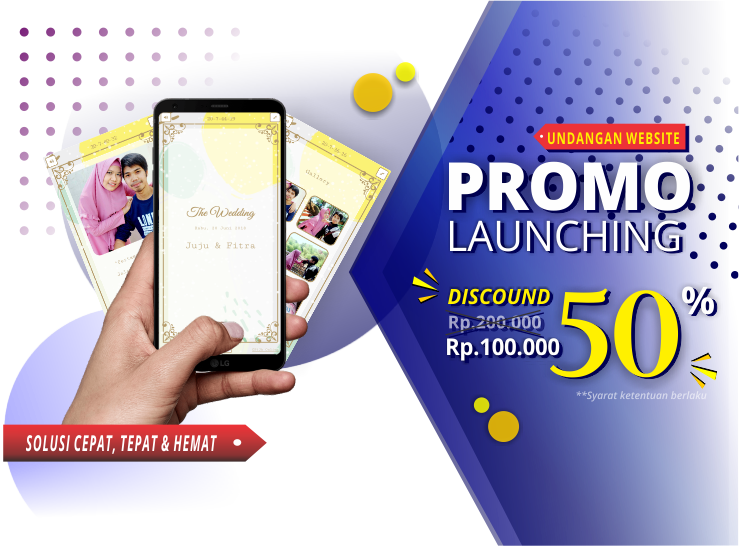 UNDANGAN WEBSITE
PROMO
LAUNCHING
DISCOUND
50%
Rp.200.000
Rp.100.000
**Syarat ketentuan berlaku
The Wedding
Juju & Fitra
Gallery
LG
SOLUSI CEPAT, TEPAT & HEMAT